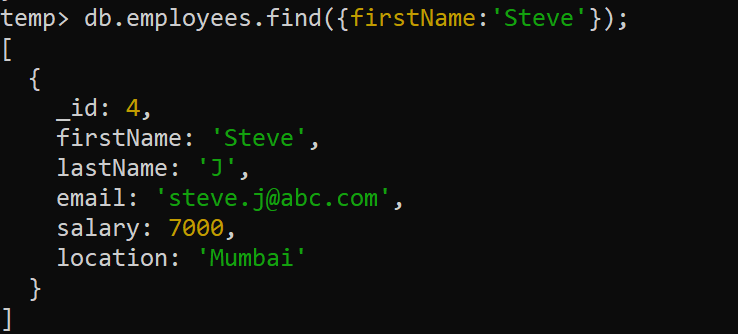 temp> db.employees.find({firstName:'Steve'});
[
  {
    _id: 4,
    firstName: 'Steve',
    lastName: 'J',
    email: 'steve.j@abc.com',
    salary: 7000,
    location: 'Mumbai'
  }
]